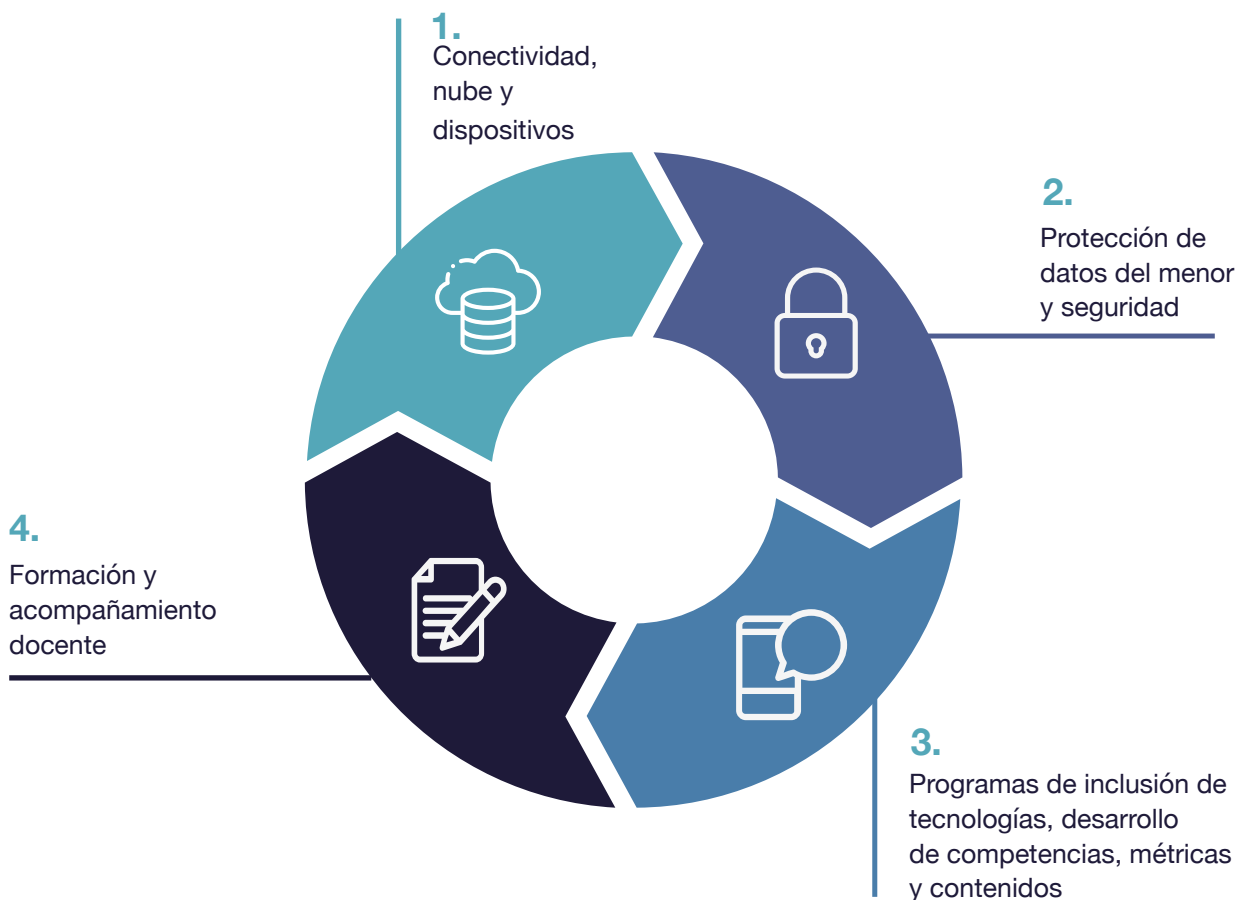 1.
Conectividad,
nube y
dispositivos
2.
Protección de
datos del menor
y seguridad
3.
Programas de inclusión de
tecnologías, desarrollo
de competencias, métricas
y contenidos
4.
Formación y
acompañamiento
docente